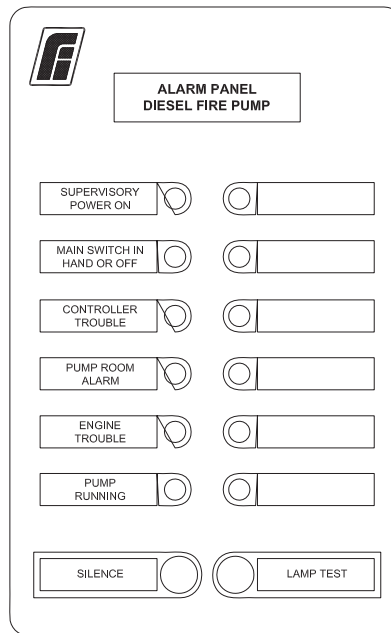 ALARM PANEL
DIESEL FIRE PUMP
SUPERVISORY
POWER ON
MAIN SWITCH IN
HAND OR OFF
CONTROLLER
TROUBLE
PUMP ROOM
ALARM
ENGINE
TROUBLE
PUMP
RUNNING
SILENCE
LAMP TEST